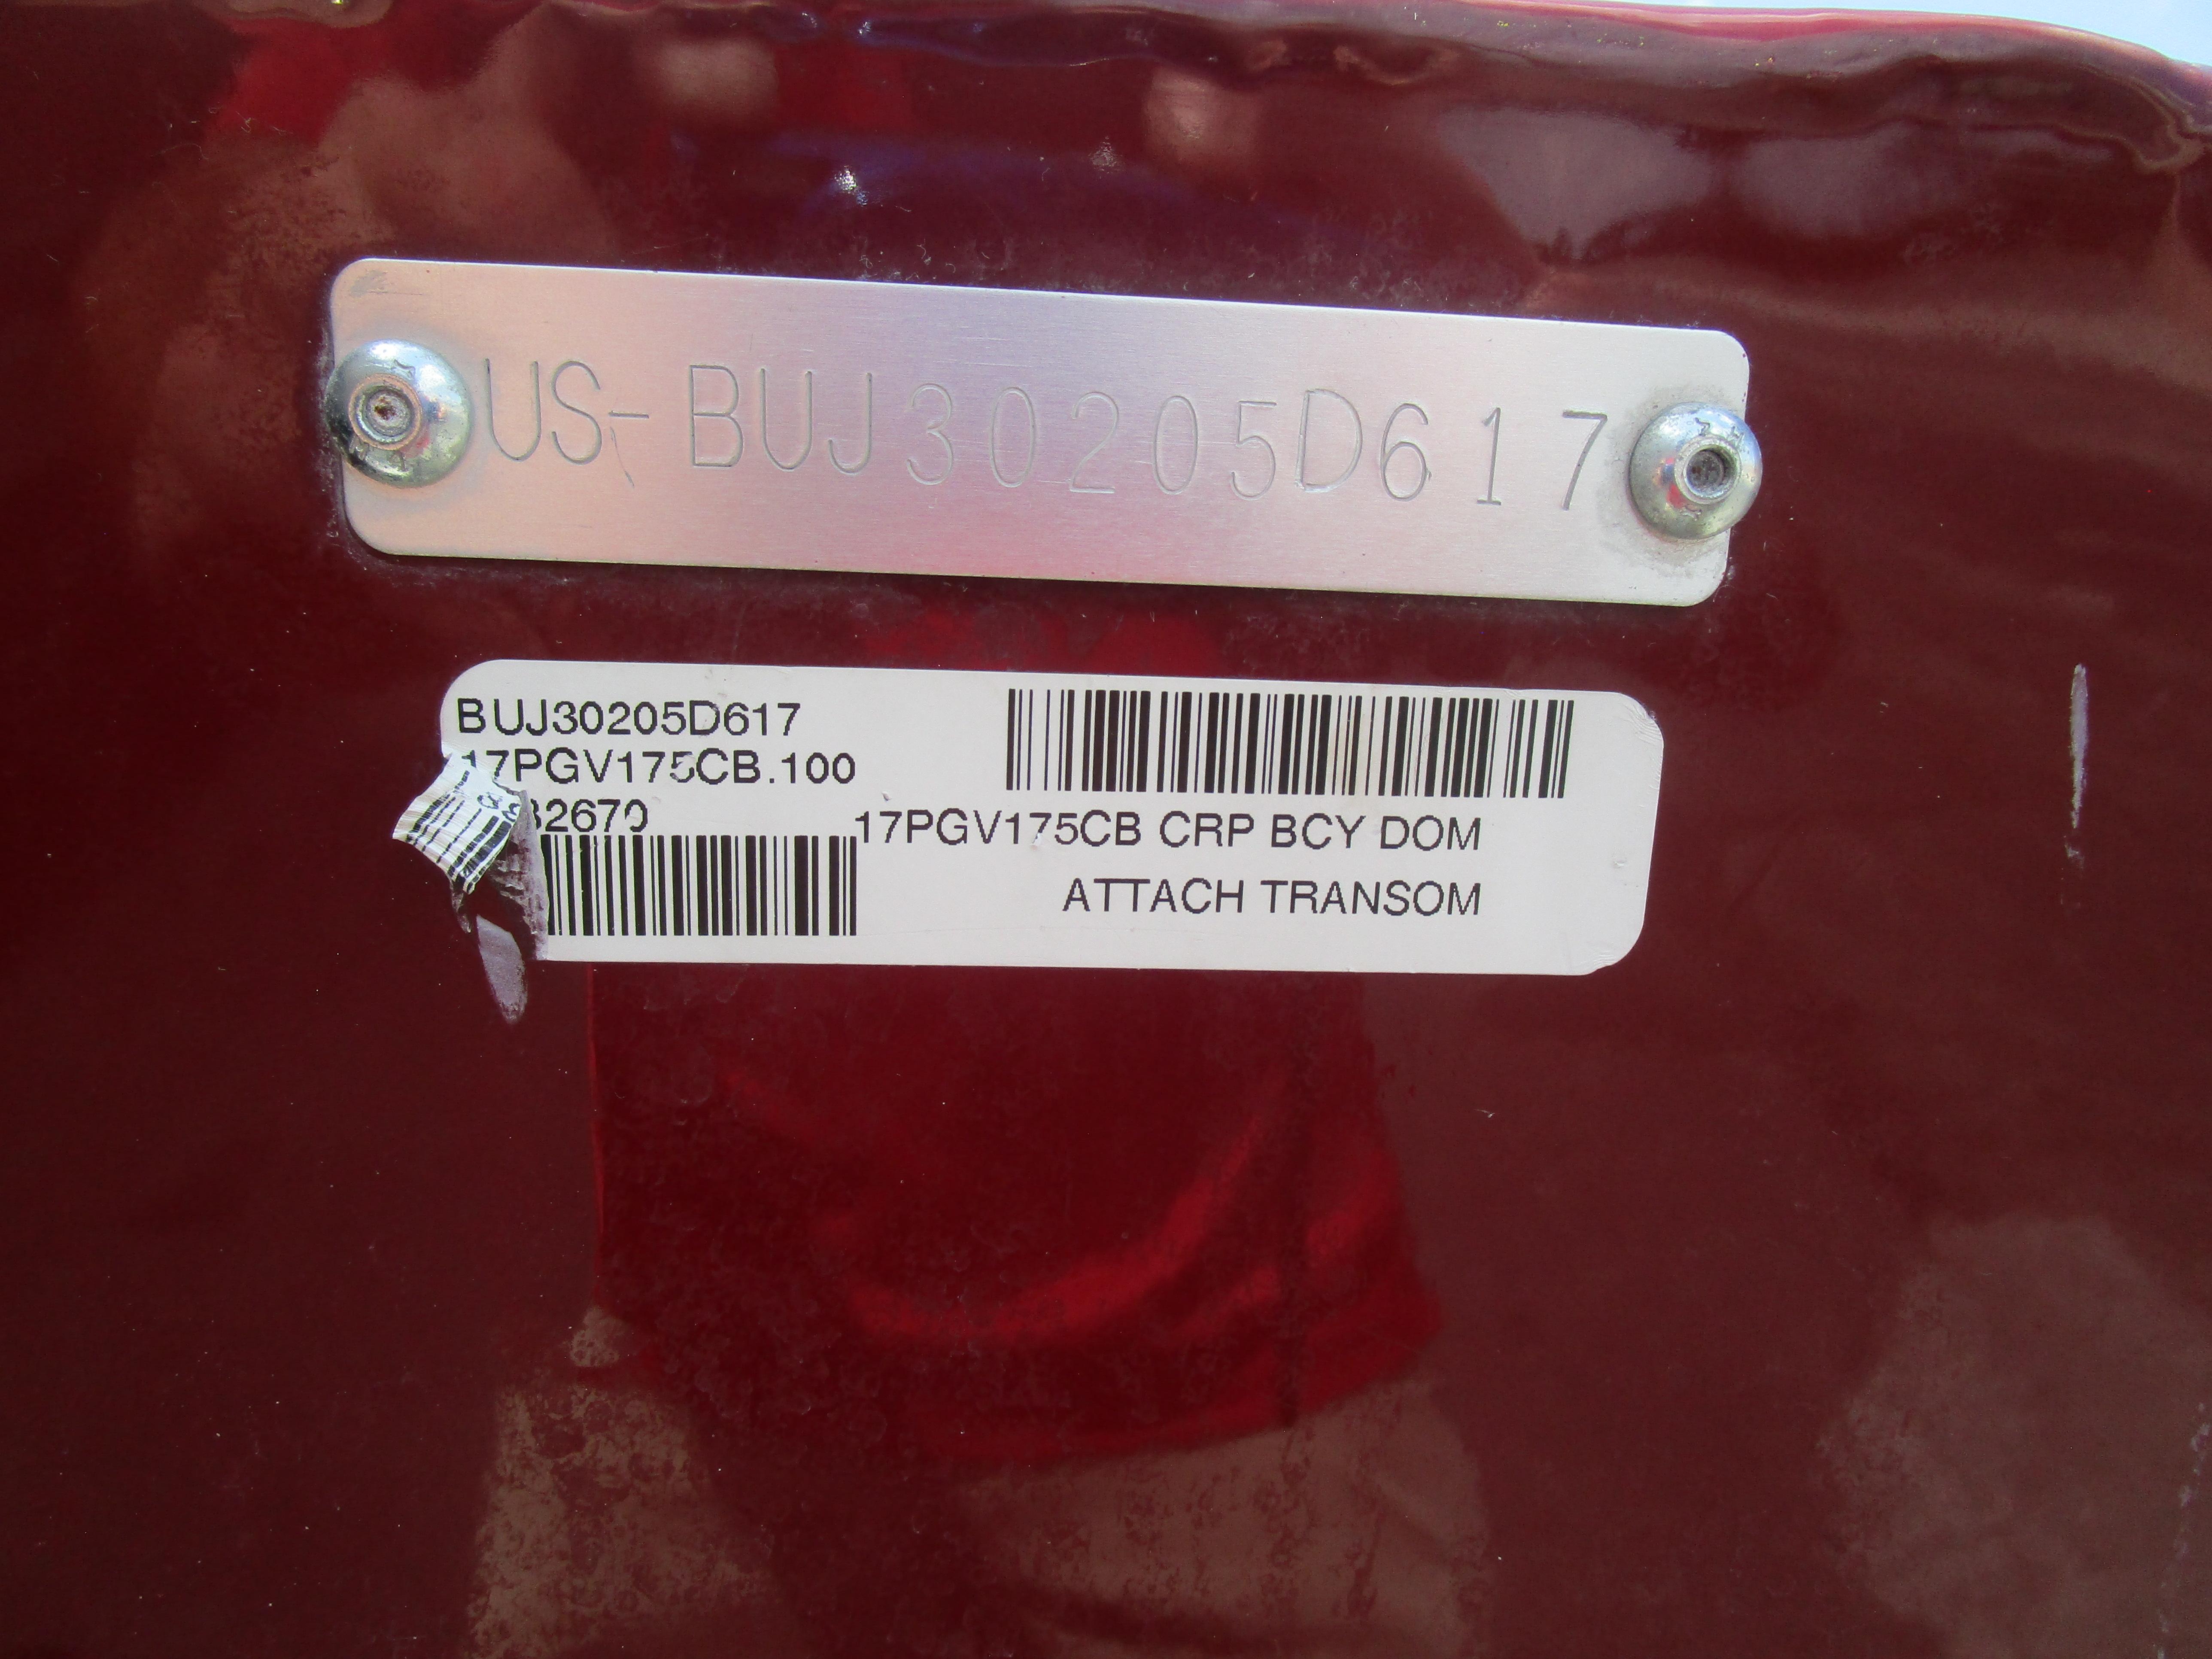 US-BUJ30205D617
BUJ30205D617
17PGV175CB.100
17PGV175CB CRP BCY DOM
ATTACH TRANSOM